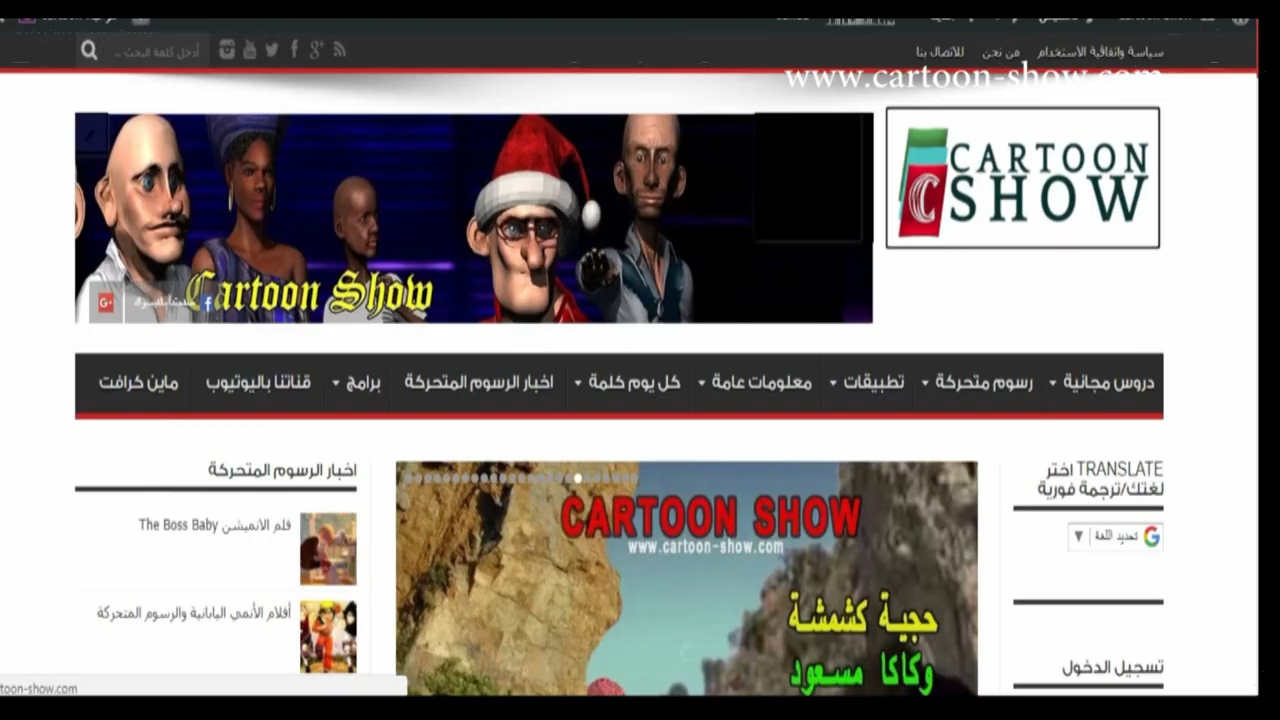 سياسة واتفاقية الاستخدام من نحن للاتصال بنا
أدخل كلمة البحث ..
www.cartoon-show.com
CARTOON
SHOW
Cartoon Show
دروس مجانية رسوم متحركة تطبيقات معلومات عامة كل يوم كلمة اخبار الرسوم المتحركة برامج قناتنا باليوتيوب ماين كرافت
TRANSLATE اختر
لغتك/ترجمة فورية
تحديد اللغة
تسجيل الدخول
CARTOON SHOW
www.cartoon-show.com
حجية كشمشة
وكاكا مسعود
اخبار الرسوم المتحركة
فلم الانميشن The Boss Baby
أفلام الأنمي اليابانية والرسوم المتحركة
toon-show.com